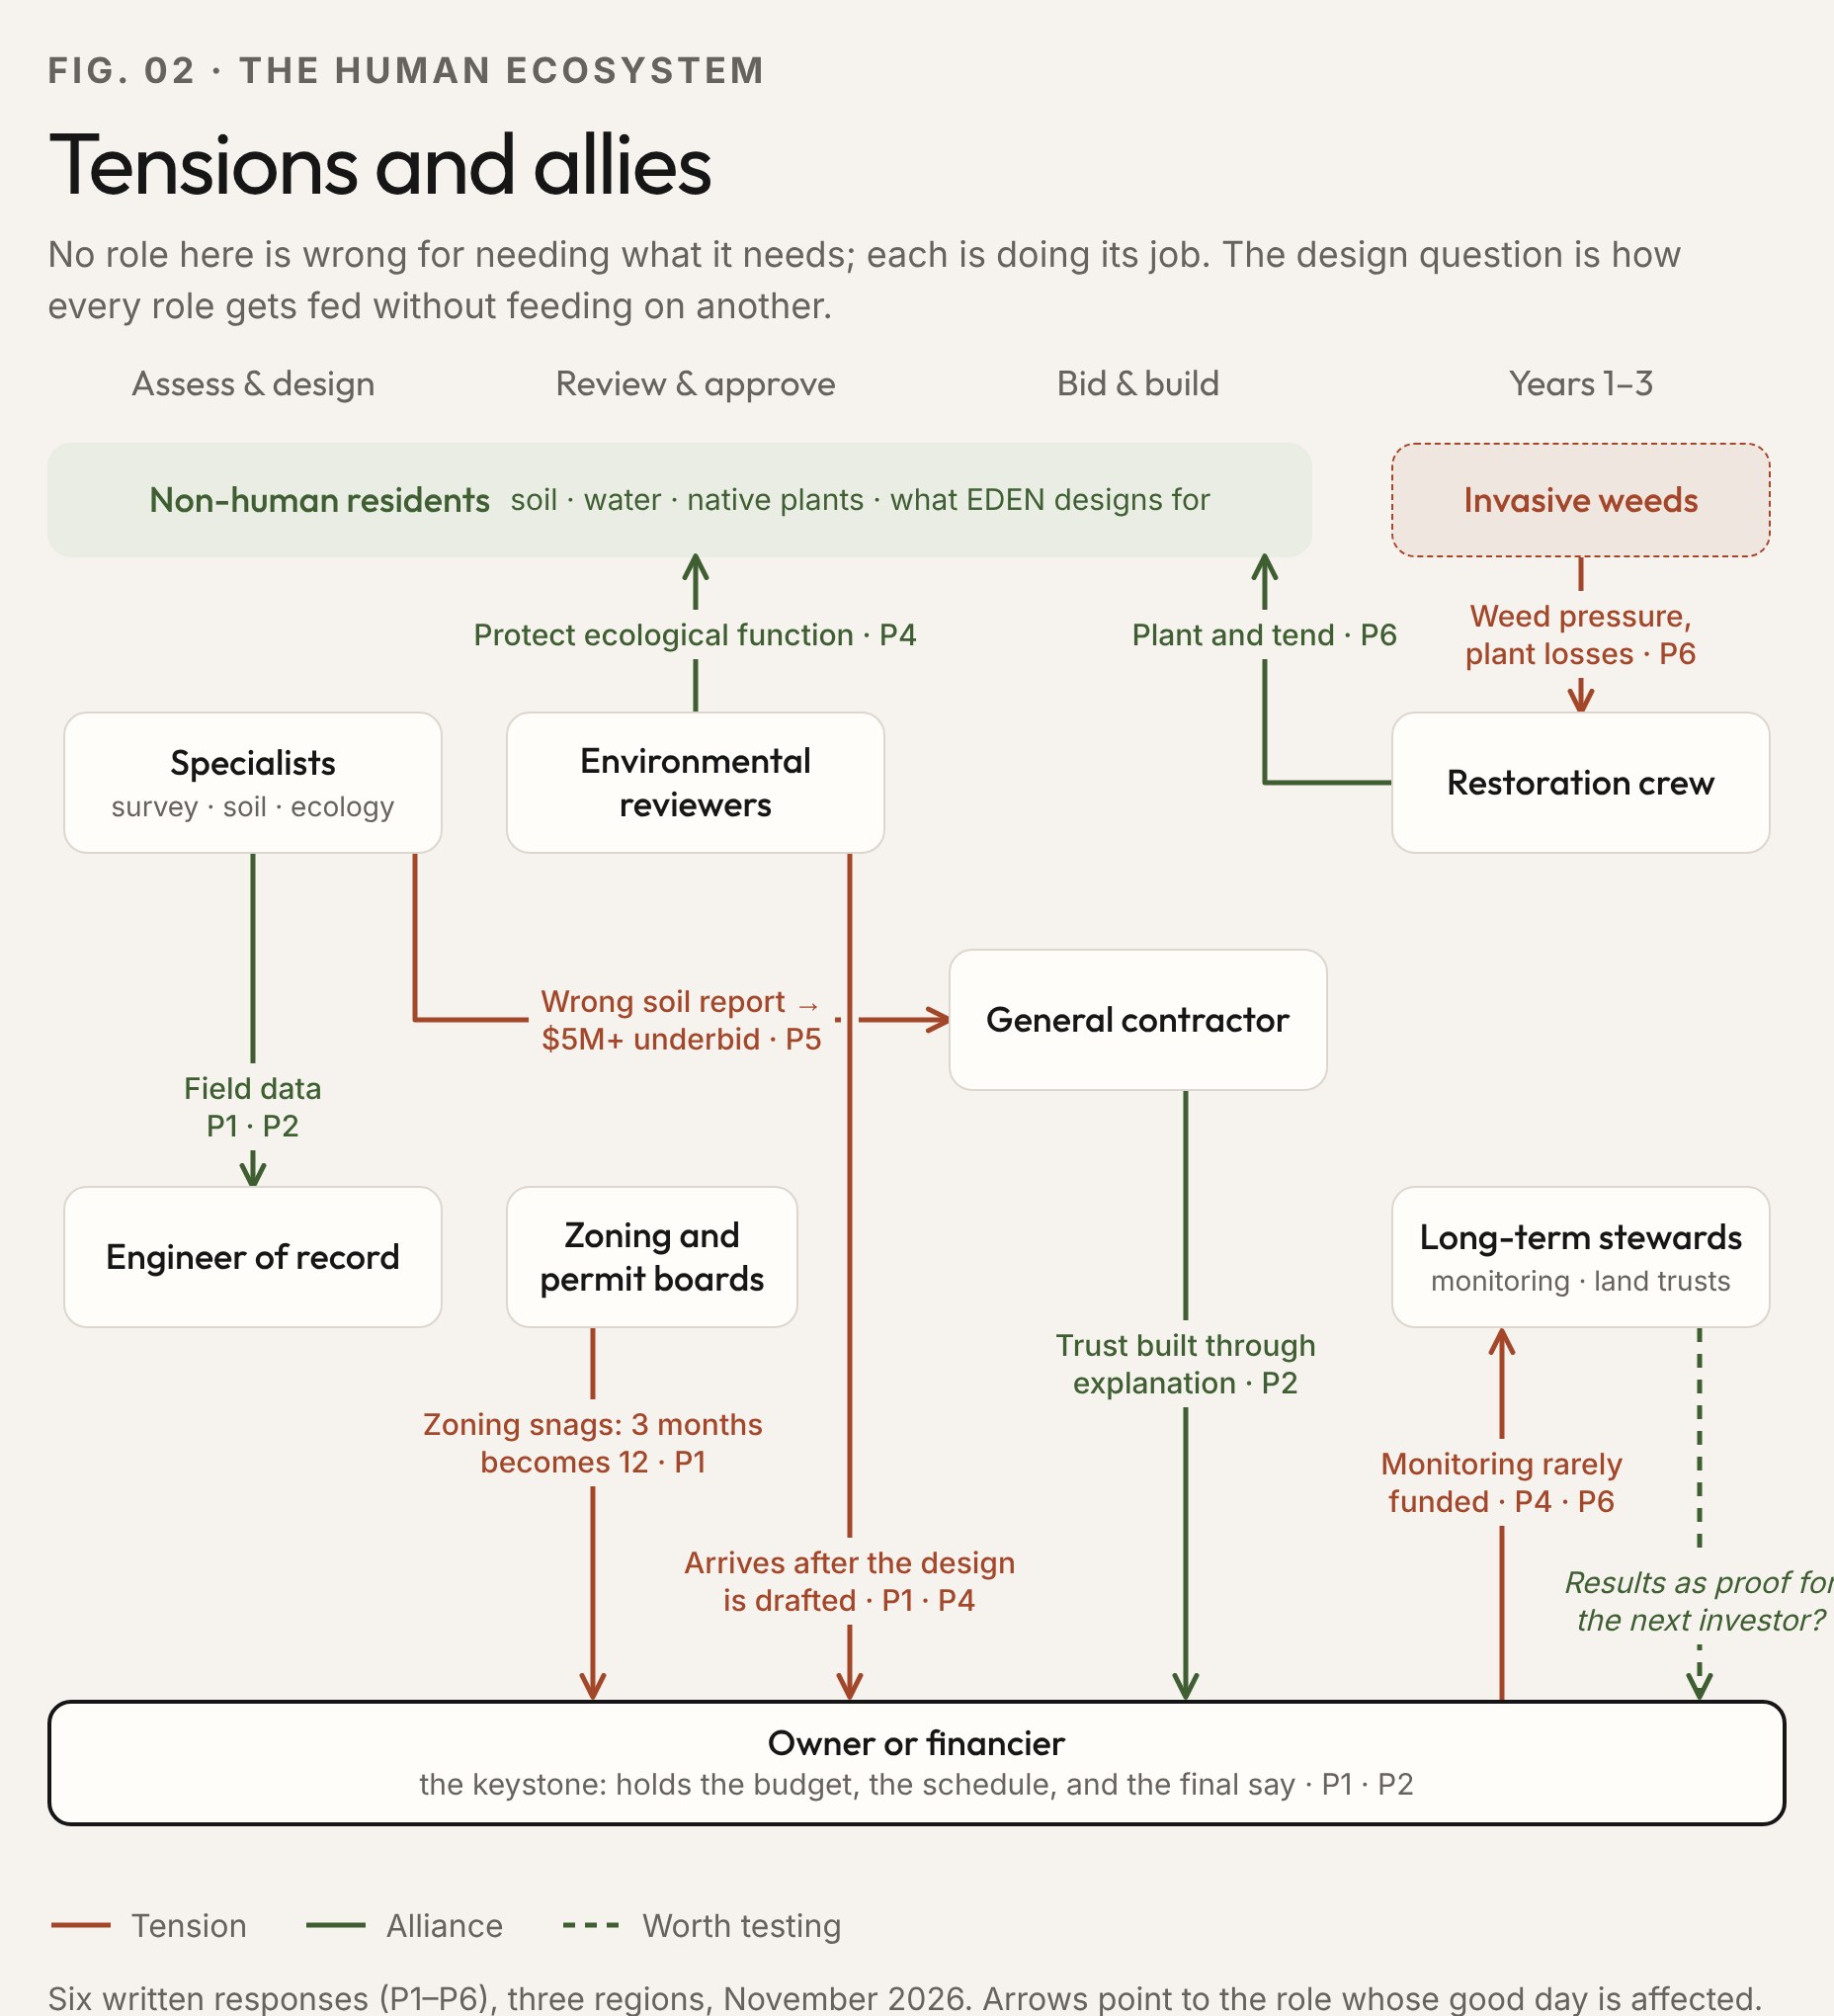 FIG. 02 · THE HUMAN ECOSYSTEM
Tensions and allies
No role here is wrong for needing what it needs; each is doing its job. The design question is how
every role gets fed without feeding on another.
Assess & design
Review & approve
Bid & build
Years 1–3
Non-human residents soil · water · native plants · what EDEN designs for
Invasive weeds
Protect ecological function · P4
Plant and tend · P6
Weed pressure,
plant losses · P6
Specialists
survey · soil · ecology
Environmental
reviewers
Restoration crew
Wrong soil report →
$5M+ underbid · P5
General contractor
Field data
P1 · P2
Engineer of record
Zoning and
permit boards
Long-term stewards
monitoring · land trusts
Trust built through
explanation · P2
Zoning snags: 3 months
becomes 12 · P1
Monitoring rarely
funded · P4 · P6
Arrives after the design
is drafted · P1 · P4
Results as proof for
the next investor?
Owner or financier
the keystone: holds the budget, the schedule, and the final say · P1 · P2
Tension
Alliance
Worth testing
Six written responses (P1–P6), three regions, November 2026. Arrows point to the role whose good day is affected.